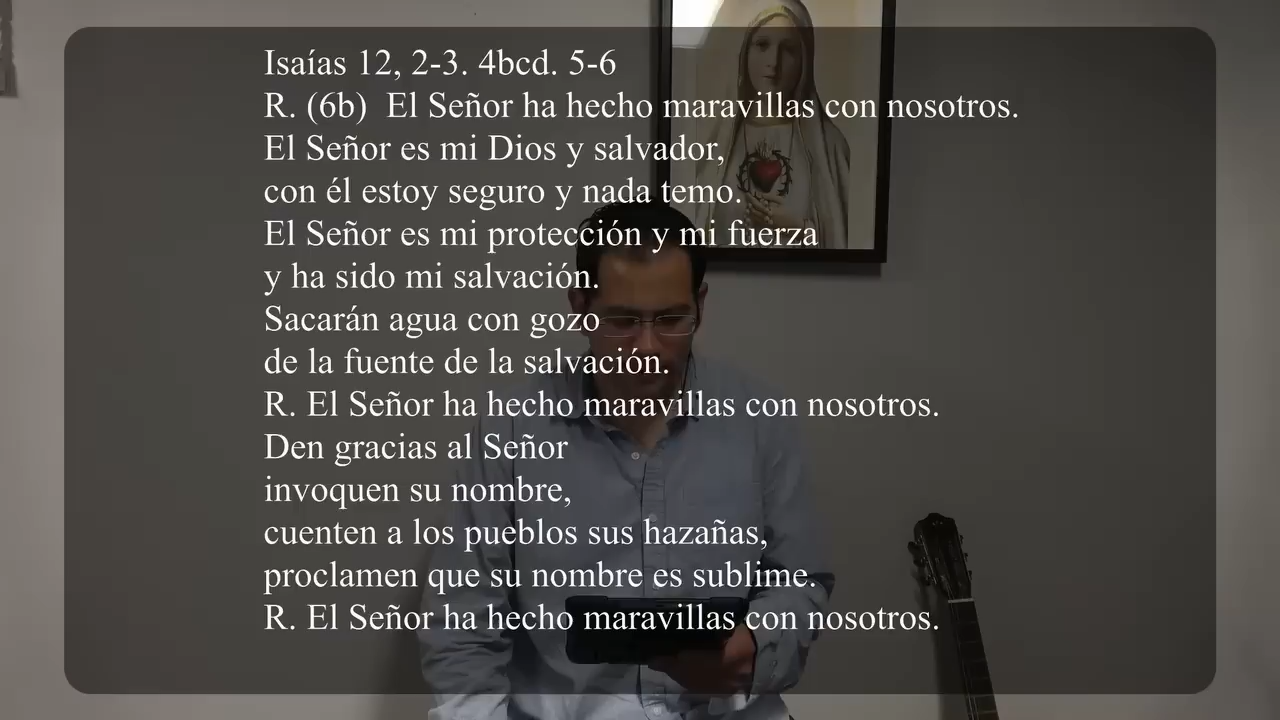 Isaías 12, 2-3. 4bcd. 5-6
R. (6b)  El Señor ha hecho maravillas con nosotros.
El Señor es mi Dios y salvador,
con él estoy seguro y nada temo.
El Señor es mi protección y mi fuerza
y ha sido mi salvación.
Sacarán agua con gozo
de la fuente de la salvación.
R. El Señor ha hecho maravillas con nosotros.
Den gracias al Señor
invoquen su nombre,
cuenten a los pueblos sus hazañas,
proclamen que su nombre es sublime.
R. El Señor ha hecho maravillas con nosotros.